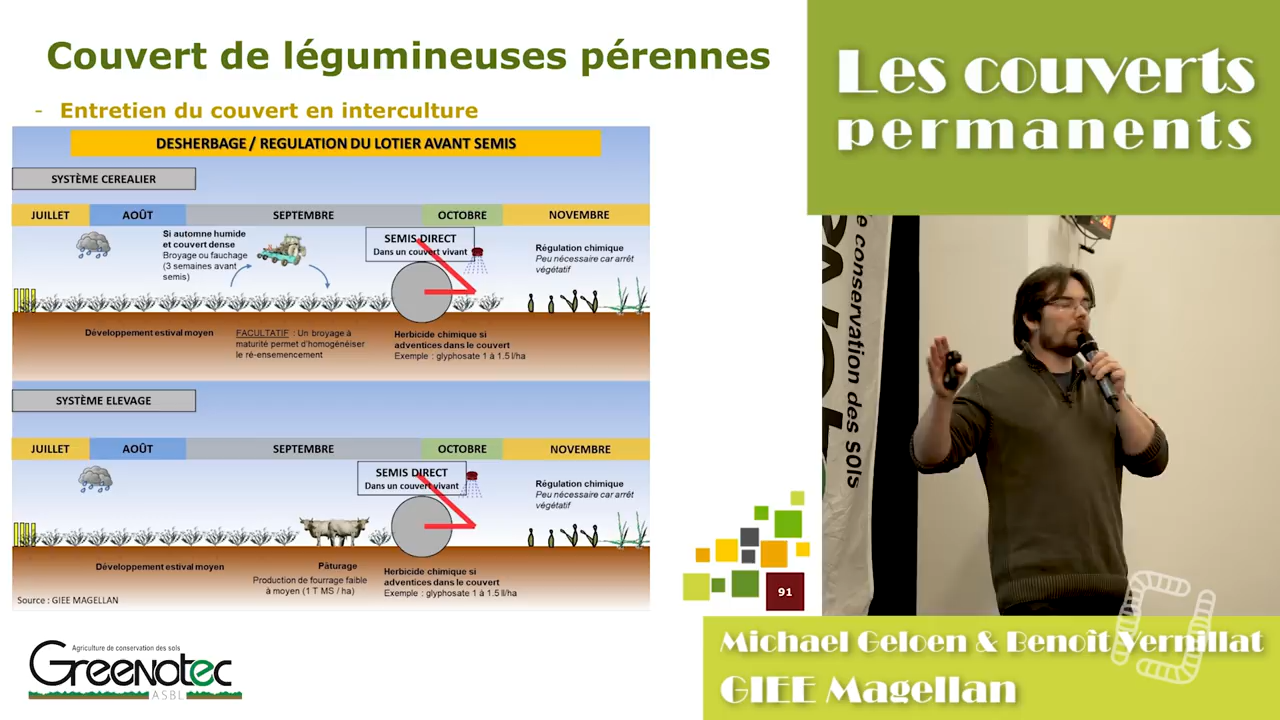 Couvert de légumineuses pérennes
- Entretien du couvert en interculture
DESHERBAGE / REGULATION DU LOTIER AVANT SEMIS
SYSTÈME CEREALIER
JUILLET AOÛT SEPTEMBRE OCTOBRE NOVEMBRE
Si automne humide
et couvert dense
Broyage ou fauchage
(3 semaines avant
semis)
SEMIS DIRECT
Dans un couvert vivant
Régulation chimique
Peu nécessaire car arrêt
végétatif
Développement estival moyen
FACULTATIF : Un broyage à
maturité permet d'homogénéiser
le ré-ensemencement
Herbicide chimique si
adventices dans le couvert
Exemple : glyphosate 1 à 1.5 l/ha
SYSTÈME ELEVAGE
JUILLET AOÛT SEPTEMBRE OCTOBRE NOVEMBRE
SEMIS DIRECT
Dans un couvert vivant
Régulation chimique
Peu nécessaire car arrêt
végétatif
Développement estival moyen
Pâturage
Production de fourrage faible
à moyen (1 T MS / ha)
Herbicide chimique si
adventices dans le couvert
Exemple : glyphosate 1 à 1.5 l/ha
Source : GIEE MAGELLAN
91
Agriculture de conservation des sols
Greenotec
ASBL
Les couverts
permanents
e conservation des sols
Michael Geloen & Benoît Vernillat
GIEE Magellan